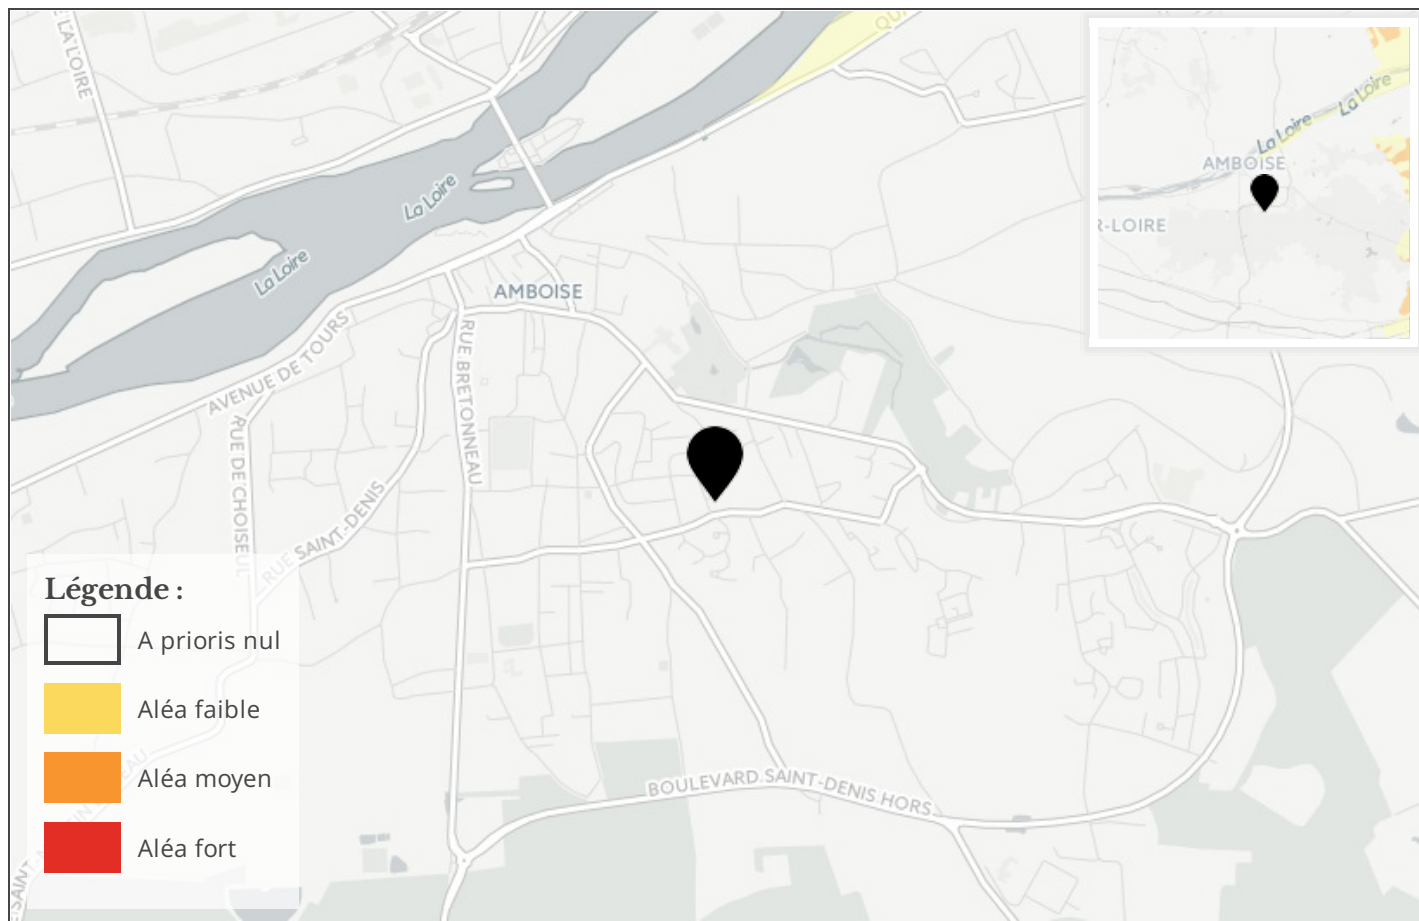 LA LOIRE
QU
La Loire
La Loire
La Loire
La Loire
AMBOISE
R-LOIRE
AMBOISE
AVENUE DE TOURS
RUE BRETONNEAU
RUE DE CHOISEUL
RUE SAINT-DENIS
BOULEVARD SAINT-DENIS HORS
Légende :
A prioris nul
Aléa faible
Aléa moyen
Aléa fort